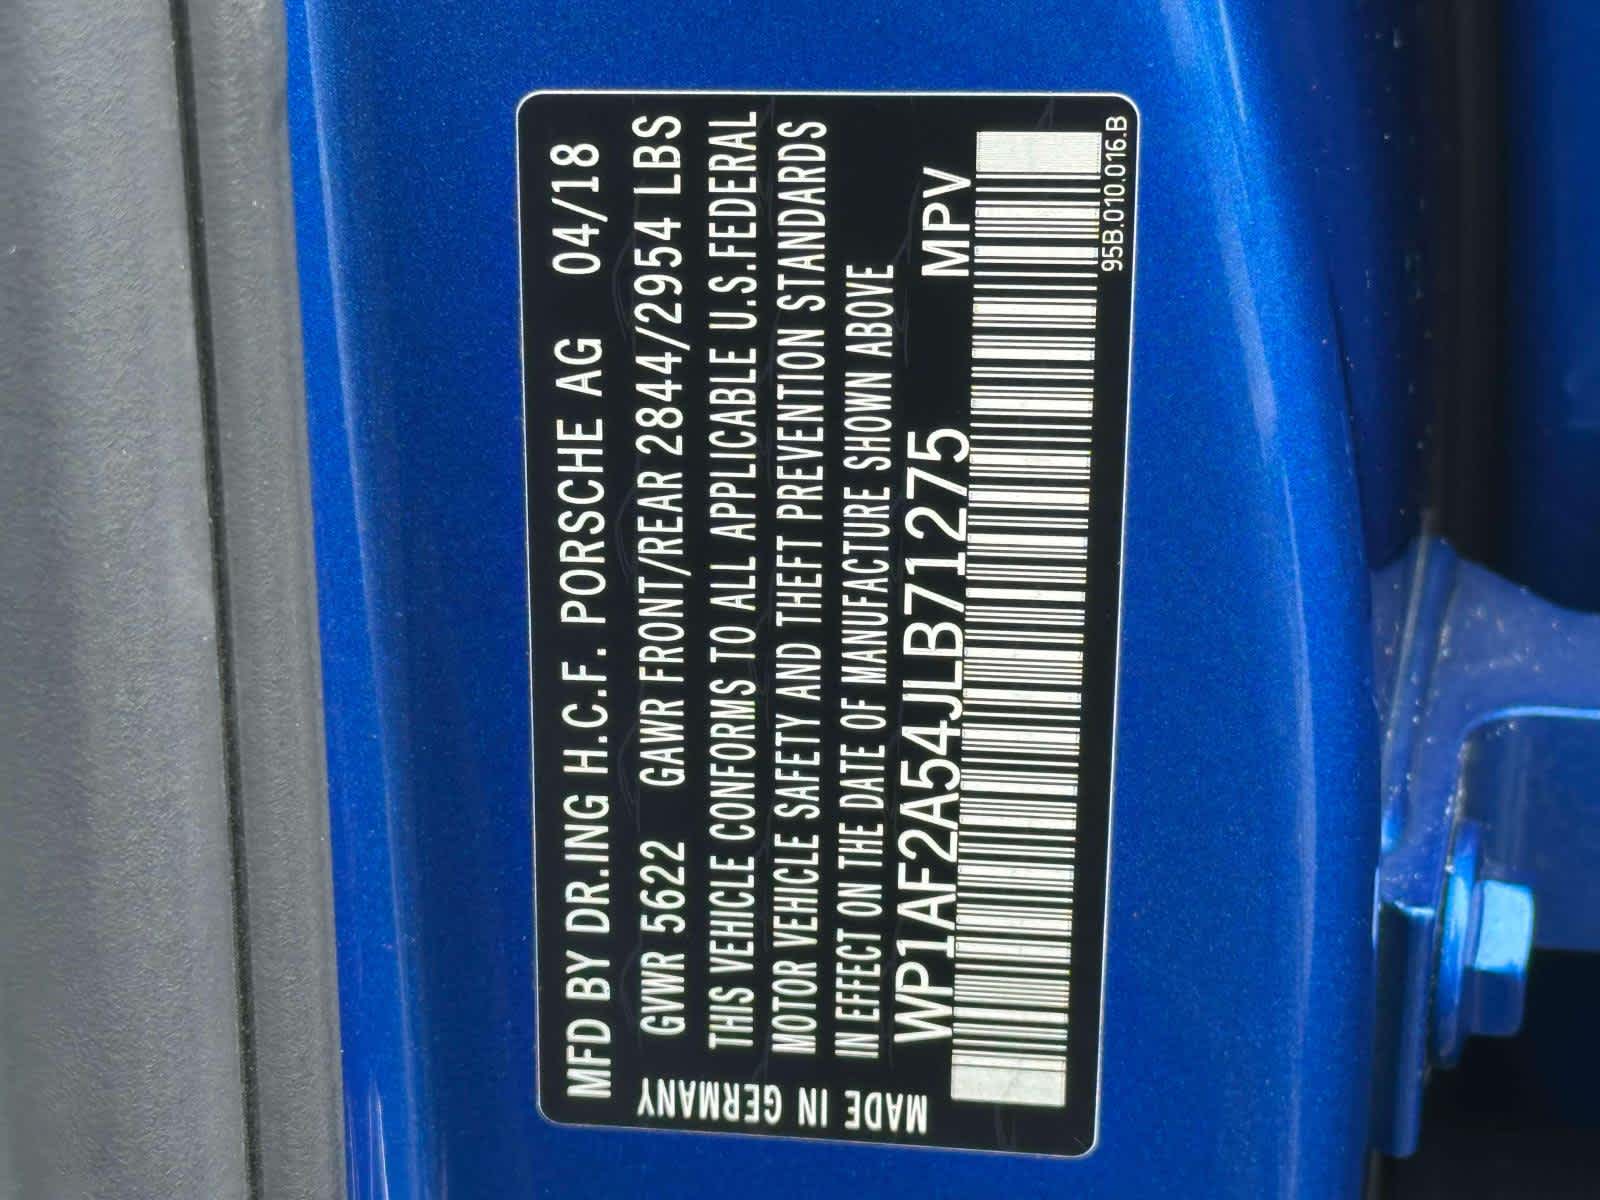 MFD BY DR.ING H.C.F. PORSCHE AG 04/18
GVWR 5622 GAWR FRONT/REAR 2844/2954 LBS
THIS VEHICLE CONFORMS TO ALL APPLICABLE U.S.FEDERAL
MOTOR VEHICLE SAFETY AND THEFT PREVENTION STANDARDS
IN EFFECT ON THE DATE OF MANUFACTURE SHOWN ABOVE
WP1AF2A54JLB71275 MPV
95B.010.016.B
MADE IN GERMANY